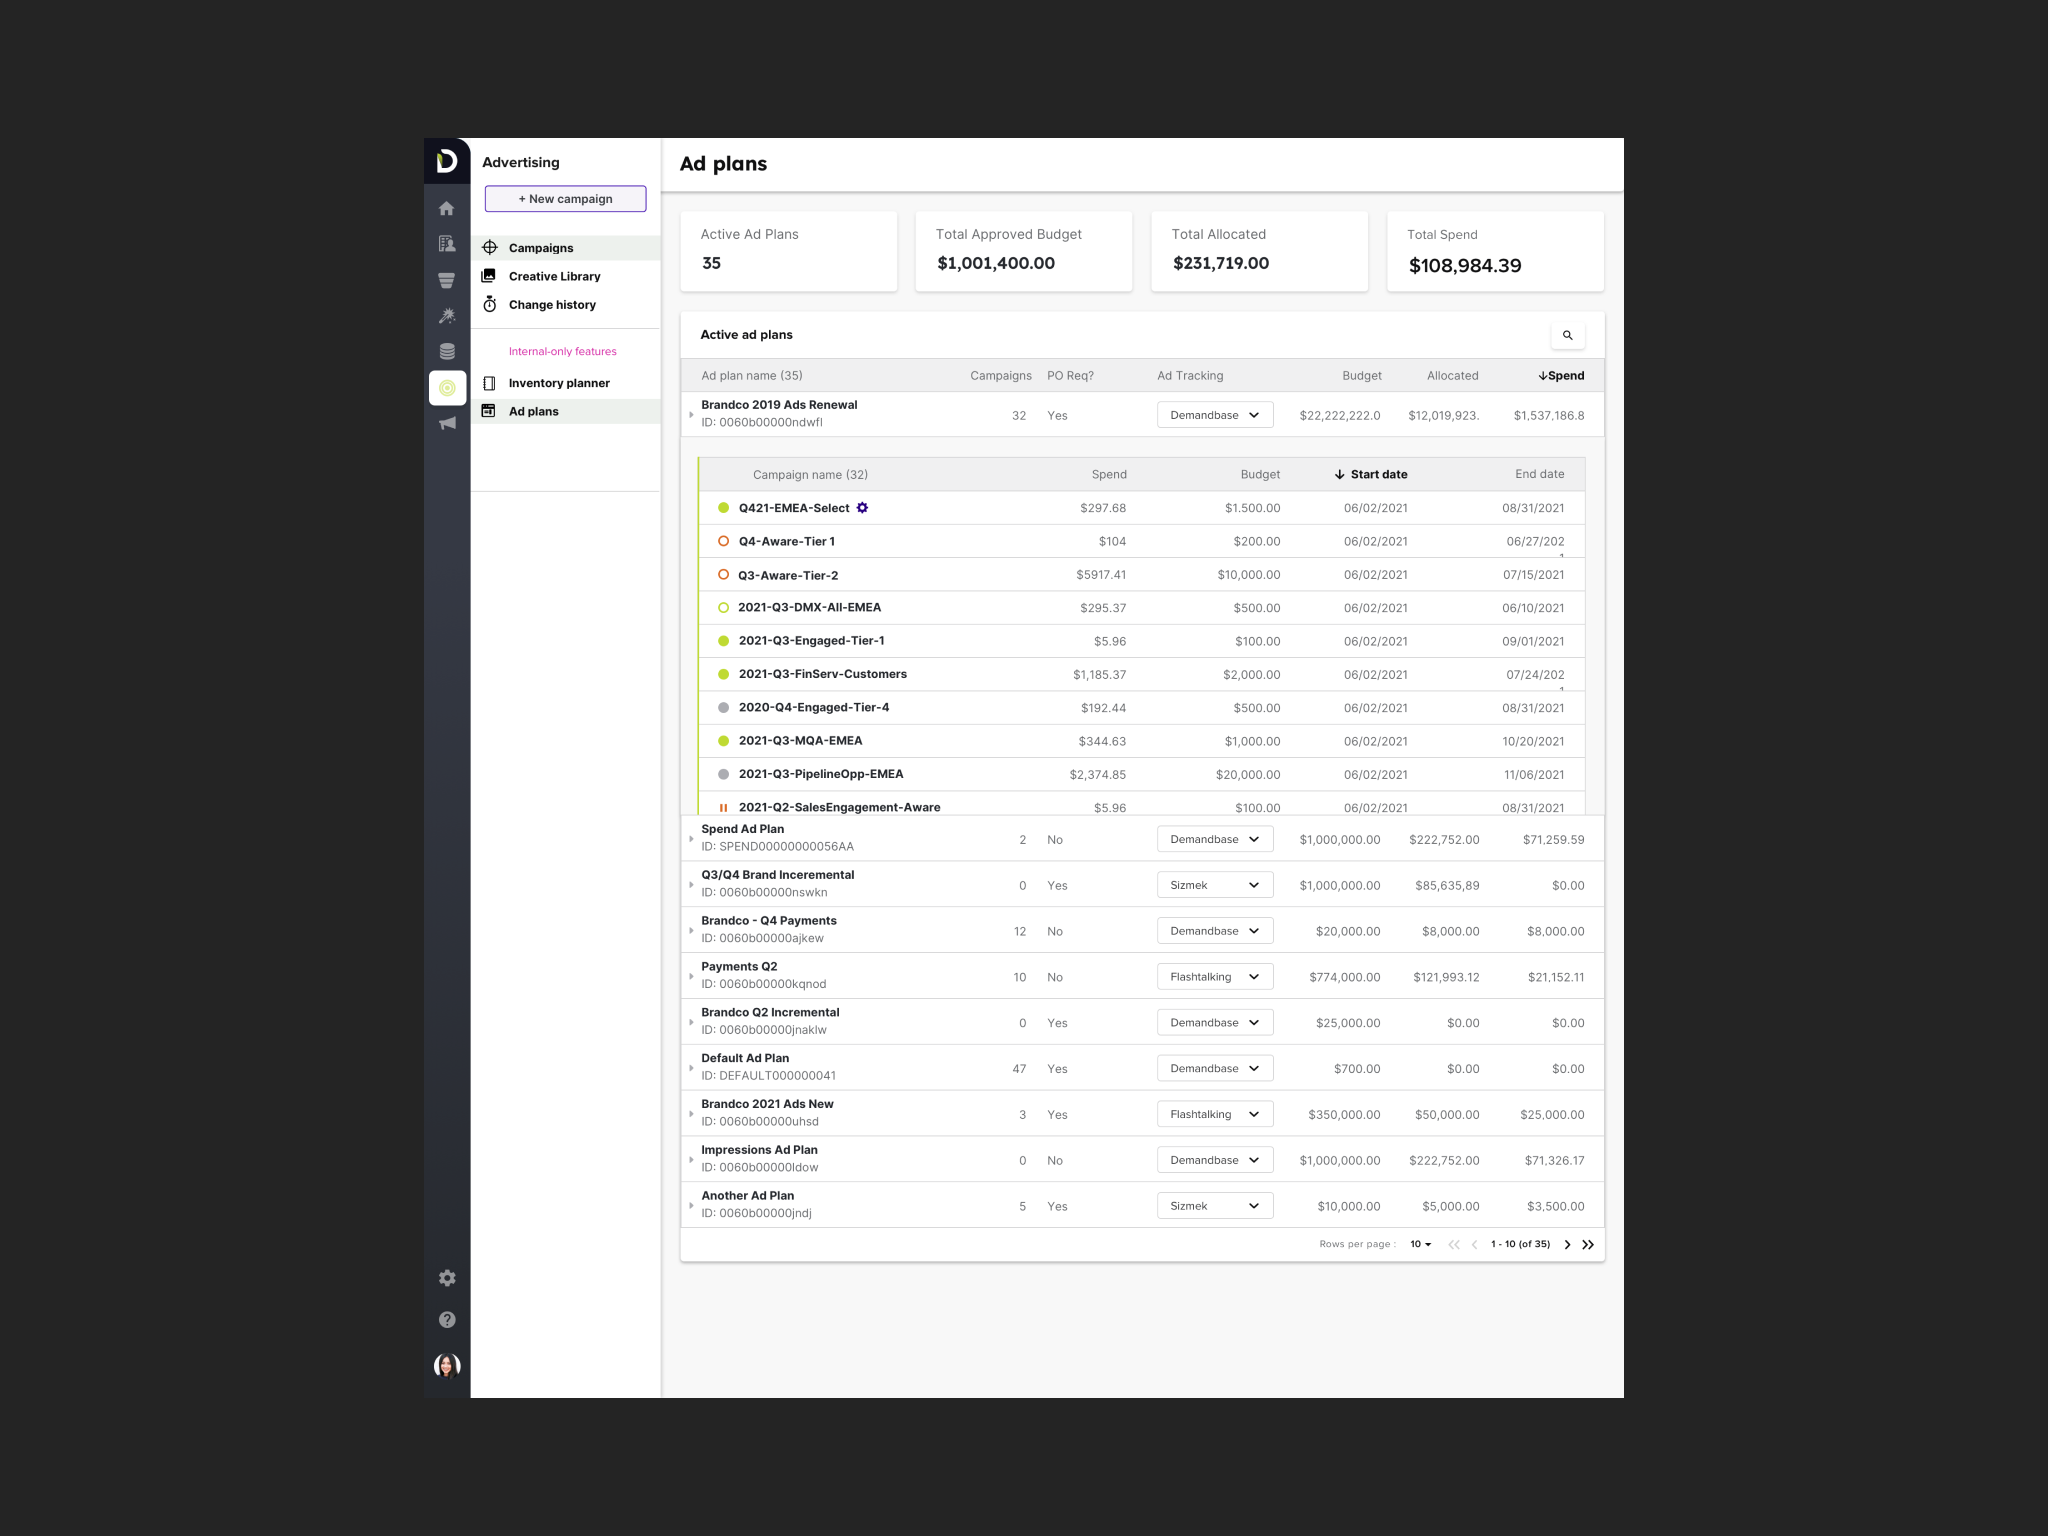 Advertising
+ New campaign
Campaigns
Creative Library
Change history
Internal-only features
Inventory planner
Ad plans
Ad plans
Active Ad Plans
35
Total Approved Budget
$1,001,400.00
Total Allocated
$231,719.00
Total Spend
$108,984.39
Active ad plans
Ad plan name (35) Campaigns PO Req? Ad Tracking Budget Allocated Spend
Brandco 2019 Ads Renewal
ID: 0060b00000ndwfl
32 Yes Demandbase $22,222,222.0 $12,019,923. $1,537,186.8
Campaign name (32) Spend Budget Start date End date
Q421-EMEA-Select $297.68 $1.500.00 06/02/2021 08/31/2021
Q4-Aware-Tier 1 $104 $200.00 06/02/2021 06/27/202
Q3-Aware-Tier-2 $5917.41 $10,000.00 06/02/2021 07/15/2021
2021-Q3-DMX-All-EMEA $295.37 $500.00 06/02/2021 06/10/2021
2021-Q3-Engaged-Tier-1 $5.96 $100.00 06/02/2021 09/01/2021
2021-Q3-FinServ-Customers $1,185.37 $2,000.00 06/02/2021 07/24/202
2020-Q4-Engaged-Tier-4 $192.44 $500.00 06/02/2021 08/31/2021
2021-Q3-MQA-EMEA $344.63 $1,000.00 06/02/2021 10/20/2021
2021-Q3-PipelineOpp-EMEA $2,374.85 $20,000.00 06/02/2021 11/06/2021
2021-Q2-SalesEngagement-Aware $5.96 $100.00 06/02/2021 08/31/2021
Spend Ad Plan
ID: SPEND00000000056AA
2 No Demandbase $1,000,000.00 $222,752.00 $71,259.59
Q3/Q4 Brand Inceremental
ID: 0060b00000nswkn
0 Yes Sizmek $1,000,000.00 $85,635,89 $0.00
Brandco - Q4 Payments
ID: 0060b00000ajkew
12 No Demandbase $20,000.00 $8,000.00 $8,000.00
Payments Q2
ID: 0060b00000kqnod
10 No Flashtalking $774,000.00 $121,993.12 $21,152.11
Brandco Q2 Incremental
ID: 0060b00000jnaklw
0 Yes Demandbase $25,000.00 $0.00 $0.00
Default Ad Plan
ID: DEFAULT000000041
47 Yes Demandbase $700.00 $0.00 $0.00
Brandco 2021 Ads New
ID: 0060b00000uhsd
3 Yes Flashtalking $350,000.00 $50,000.00 $25,000.00
Impressions Ad Plan
ID: 0060b00000ldow
0 No Demandbase $1,000,000.00 $222,752.00 $71,326.17
Another Ad Plan
ID: 0060b00000jndj
5 Yes Sizmek $10,000.00 $5,000.00 $3,500.00
Rows per page : 10 1 - 10 (of 35)